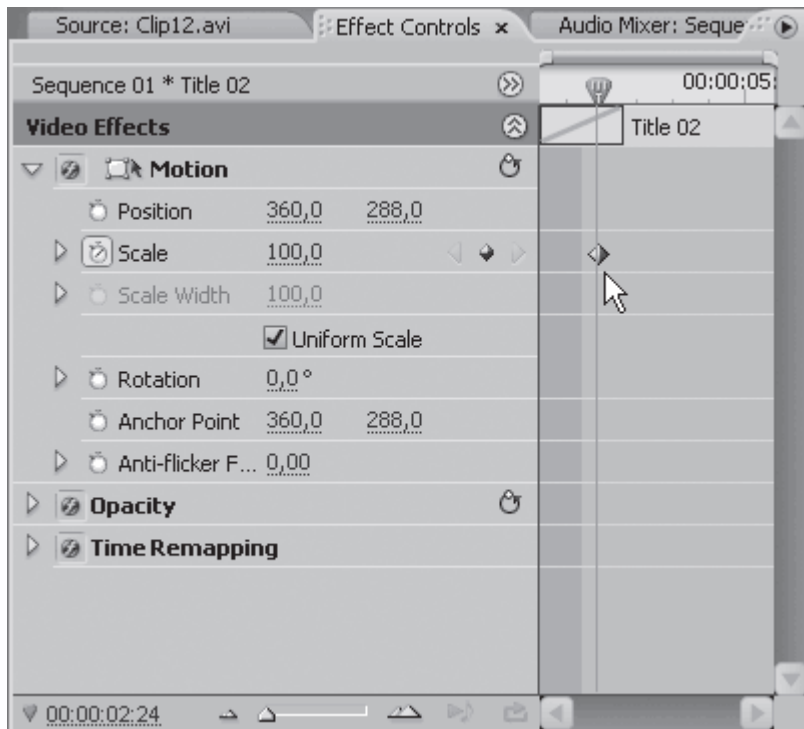 Source: Clip12.avi Effect Controls x Audio Mixer: Seque
Sequence 01 * Title 02 00:00:05:
Video Effects Title 02
Motion
Position 360,0 288,0
Scale 100,0
Scale Width 100,0
Uniform Scale
Rotation 0,0°
Anchor Point 360,0 288,0
Anti-flicker F... 0,00
Opacity
Time Remapping
00:00:02:24